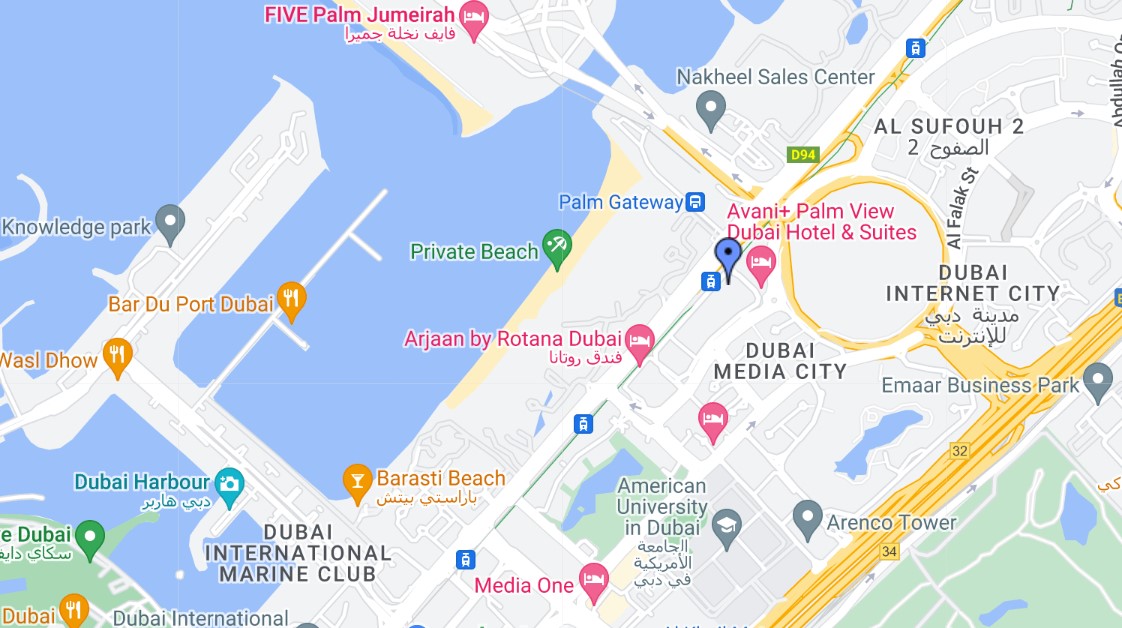 FIVE Palm Jumeirah
فايف نخلة جميرا
Nakheel Sales Center
Abdullah
AL SUFOUH 2
الصفوح 2
D94
Al Falak St
Palm Gateway
Avani+ Palm View
Dubai Hotel & Suites
Knowledge park
Private Beach
DUBAI
INTERNET CITY
مدينة دبي
للإنترنت
Bar Du Port Dubai
Arjaan by Rotana Dubai
فندق روتانا
Wasl Dhow
DUBAI
MEDIA CITY
Emaar Business Park
32
Dubai Harbour
دبي هاربر
Barasti Beach
باراستي بيتش
American
University
in Dubai
الجامعة
الأمريكية
في دبي
Arenco Tower
34
e Dubai
سكاي دايف
DUBAI
INTERNATIONAL
MARINE CLUB
Media One
Dubai
Dubai International